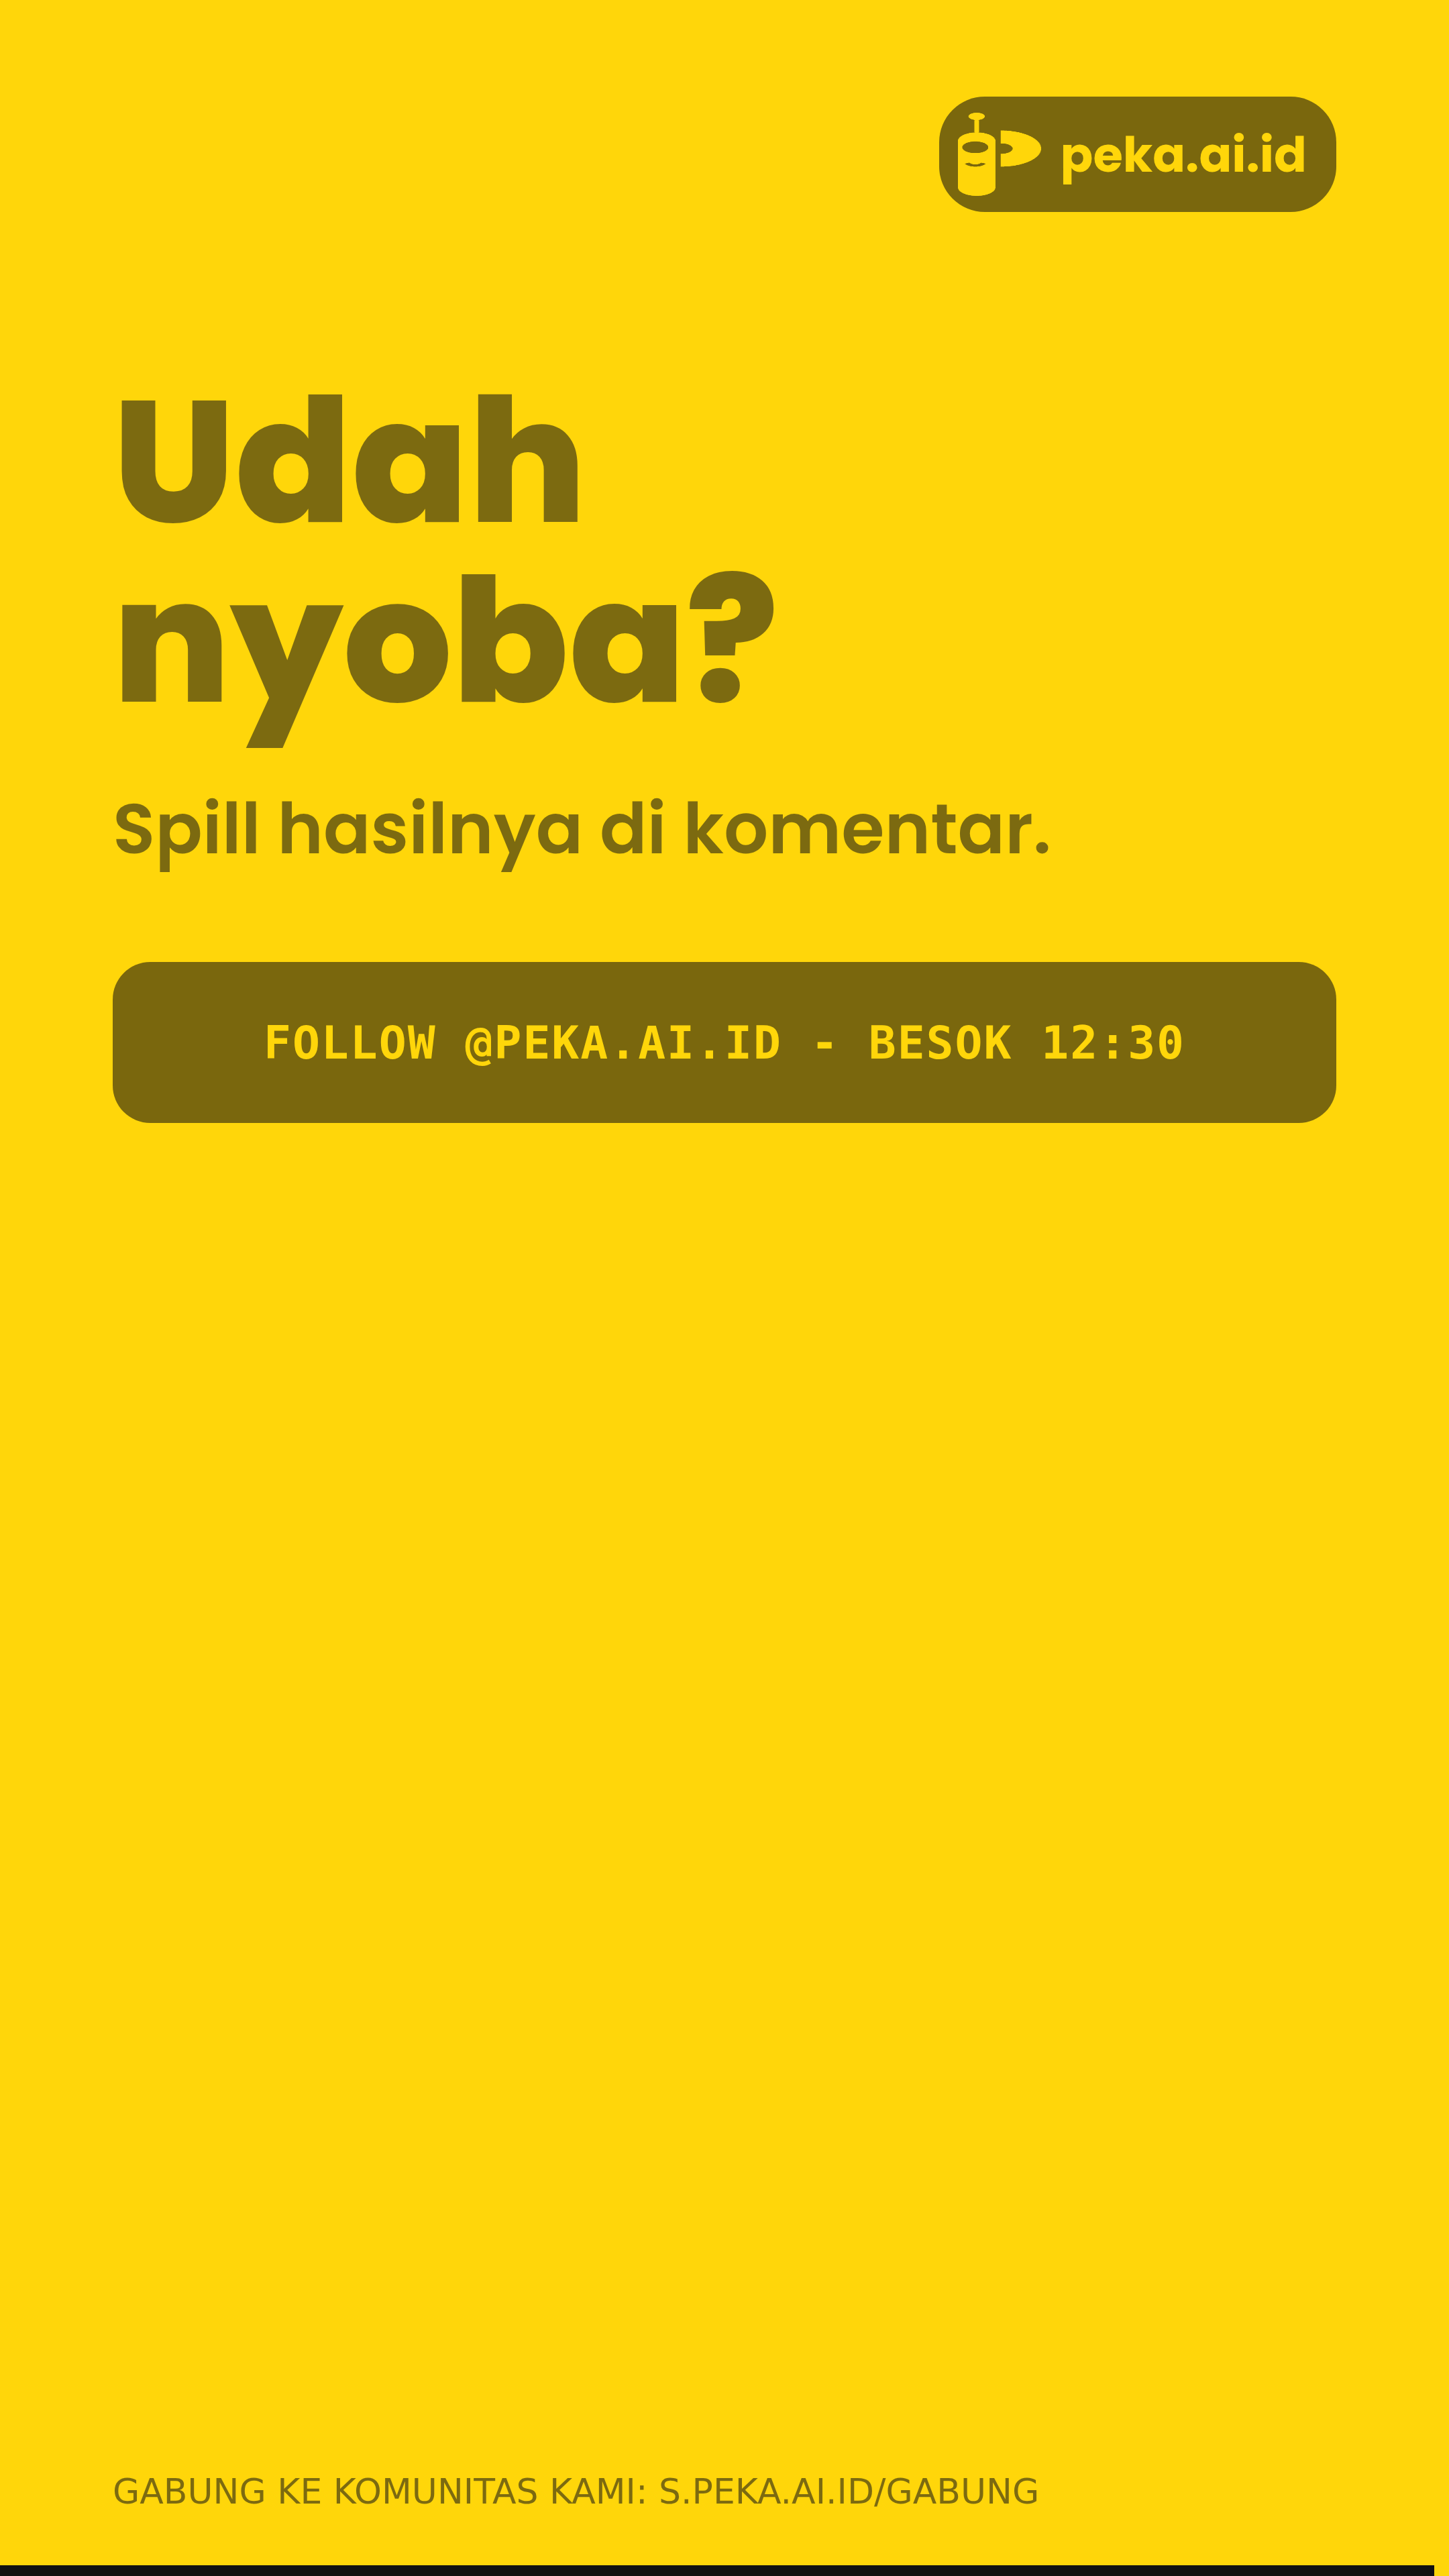 peka.ai.id
Udah
nyoba?
Spill hasilnya di komentar.
FOLLOW @PEKA.AI.ID - BESOK 12:30
GABUNG KE KOMUNITAS KAMI: S.PEKA.AI.ID/GABUNG